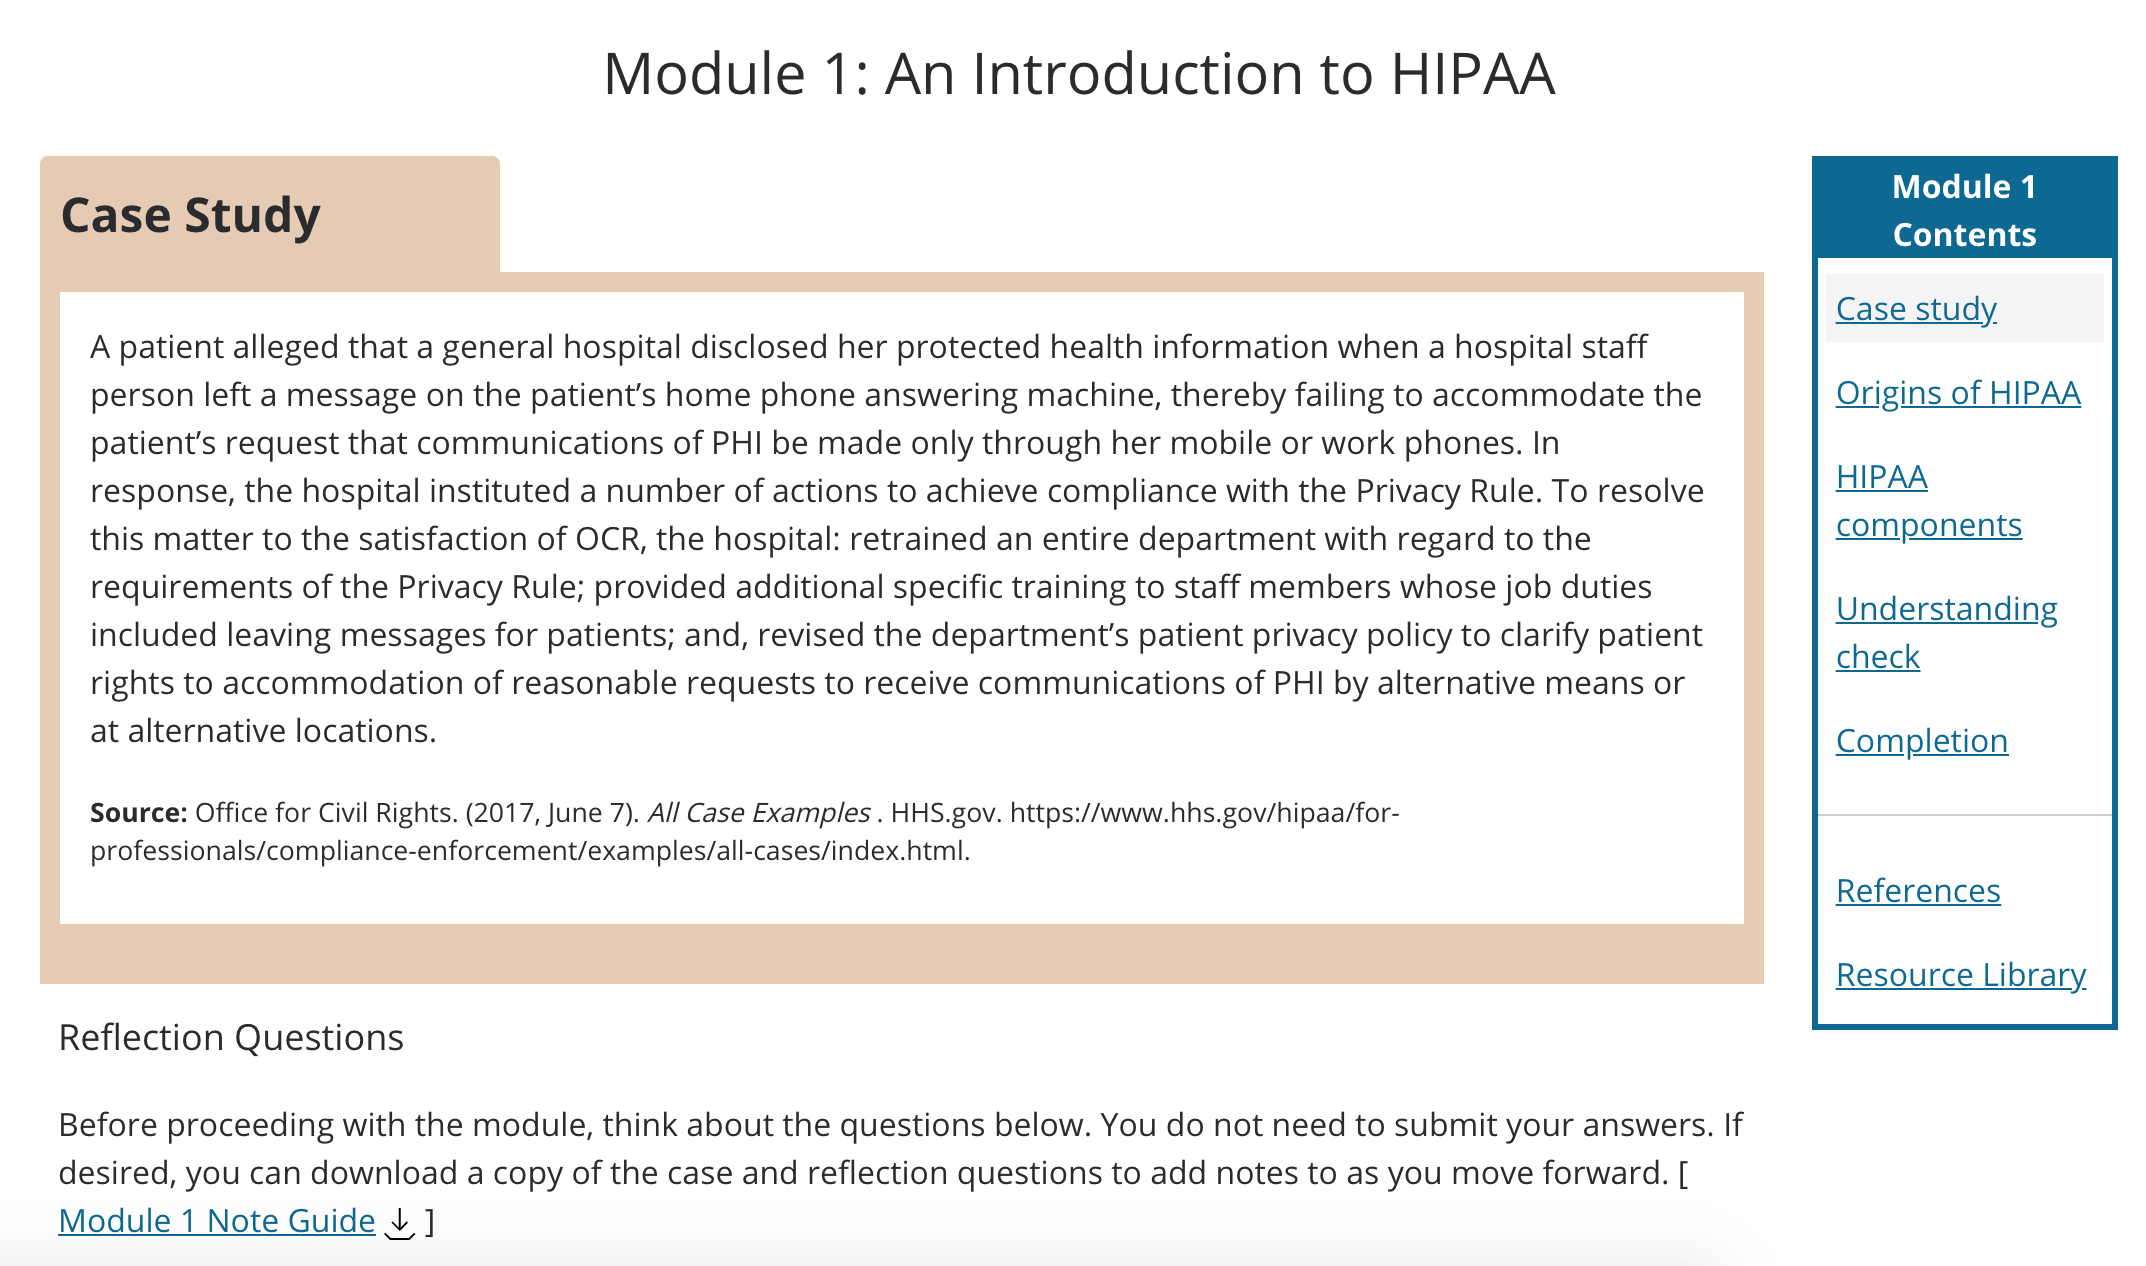 Module 1: An Introduction to HIPAA
Case Study
A patient alleged that a general hospital disclosed her protected health information when a hospital staff
person left a message on the patient’s home phone answering machine, thereby failing to accommodate the
patient’s request that communications of PHI be made only through her mobile or work phones. In
response, the hospital instituted a number of actions to achieve compliance with the Privacy Rule. To resolve
this matter to the satisfaction of OCR, the hospital: retrained an entire department with regard to the
requirements of the Privacy Rule; provided additional specific training to staff members whose job duties
included leaving messages for patients; and, revised the department’s patient privacy policy to clarify patient
rights to accommodation of reasonable requests to receive communications of PHI by alternative means or
at alternative locations.
Source: Office for Civil Rights. (2017, June 7). All Case Examples . HHS.gov. https://www.hhs.gov/hipaa/for-
professionals/compliance-enforcement/examples/all-cases/index.html.
Reflection Questions
Before proceeding with the module, think about the questions below. You do not need to submit your answers. If
desired, you can download a copy of the case and reflection questions to add notes to as you move forward. [
Module 1 Note Guide ]
Module 1
Contents
Case study
Origins of HIPAA
HIPAA
components
Understanding
check
Completion
References
Resource Library